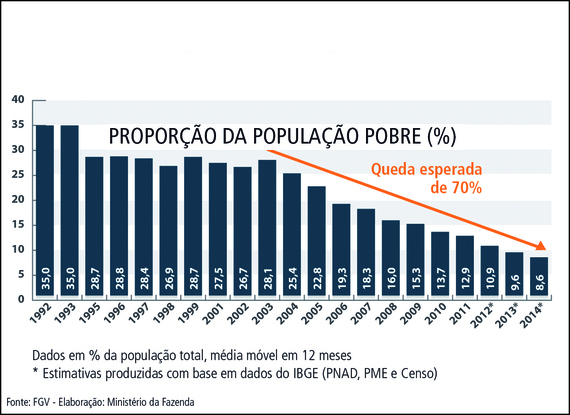 PROPORÇÃO DA POPULAÇÃO POBRE (%)
Queda esperada
de 70%
40
35
30
25
20
15
10
5
0
35,0 35,0 28,7 28,8 28,4 26,9 28,7 27,5 26,7 28,1 25,4 22,8 19,3 18,3 16,0 15,3 13,7 12,9 10,9 9,6 8,6
1992 1993 1995 1996 1997 1998 1999 2001 2002 2003 2004 2005 2006 2007 2008 2009 2010 2011 2012* 2013* 2014*
Dados em % da população total, média móvel em 12 meses
* Estimativas produzidas com base em dados do IBGE (PNAD, PME e Censo)
Fonte: FGV - Elaboração: Ministério da Fazenda